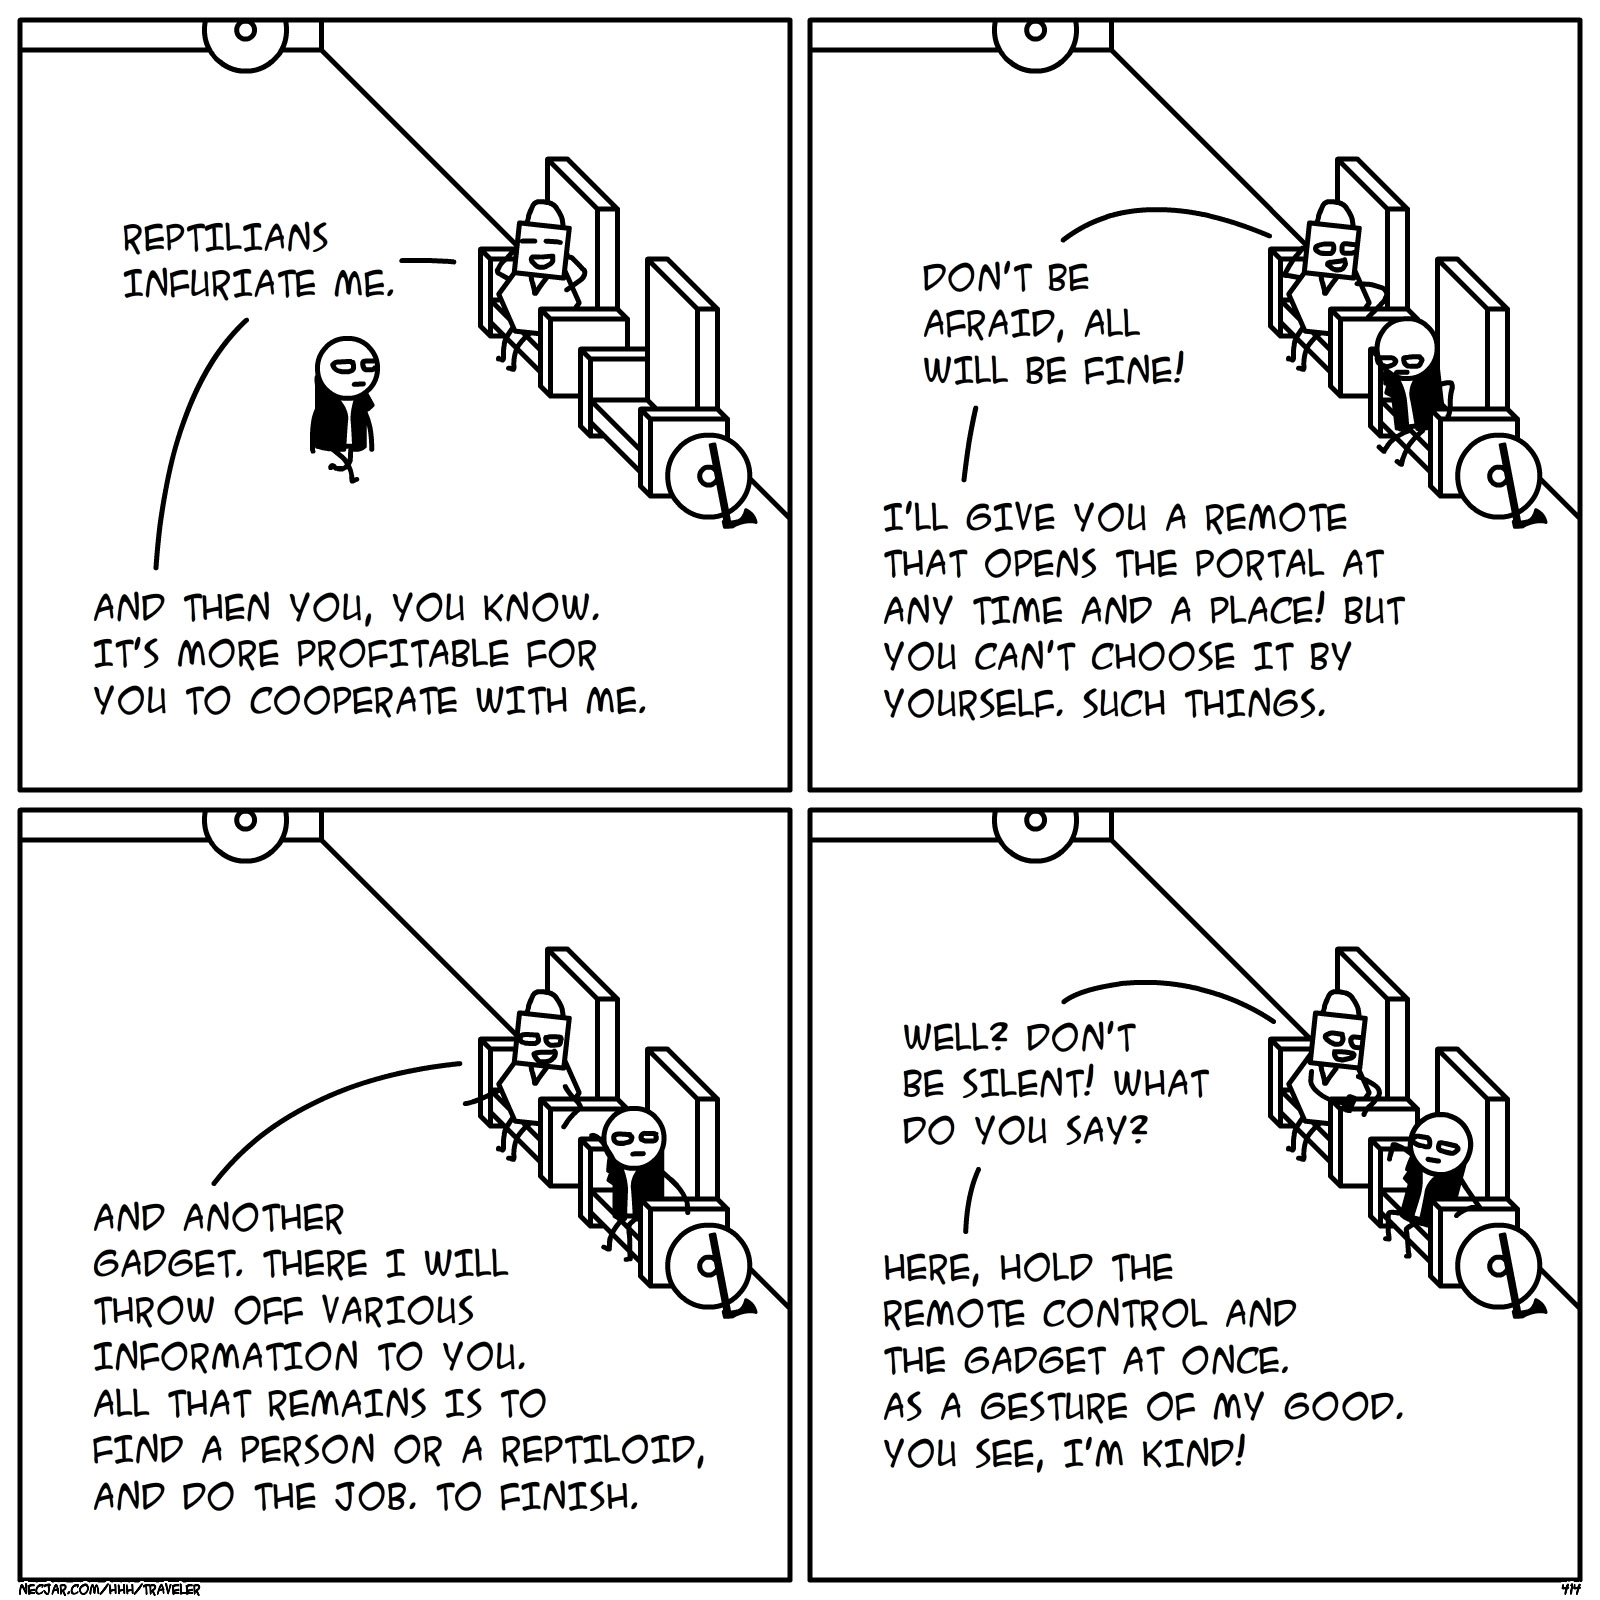 REPTILIANS
INFURIATE ME.
AND THEN YOU, YOU KNOW.
IT'S MORE PROFITABLE FOR
YOU TO COOPERATE WITH ME.
DON'T BE
AFRAID, ALL
WILL BE FINE!
I'LL GIVE YOU A REMOTE
THAT OPENS THE PORTAL AT
ANY TIME AND A PLACE! BUT
YOU CAN'T CHOOSE IT BY
YOURSELF. SUCH THINGS.
AND ANOTHER
GADGET. THERE I WILL
THROW OFF VARIOUS
INFORMATION TO YOU.
ALL THAT REMAINS IS TO
FIND A PERSON OR A REPTILOID,
AND DO THE JOB. TO FINISH.
WELL? DON'T
BE SILENT! WHAT
DO YOU SAY?
HERE, HOLD THE
REMOTE CONTROL AND
THE GADGET AT ONCE.
AS A GESTURE OF MY GOOD.
YOU SEE, I'M KIND!
NECJAR.COM/HHH/TRAVELER
414